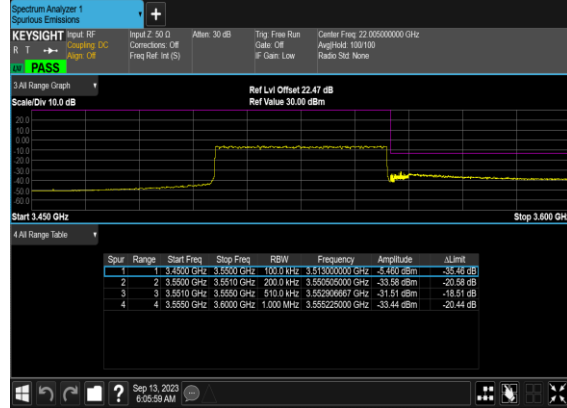 Spectrum Analyzer 1
Spurious Emissions
KEYSIGHT Input: RF Input Z: 50 Ω Atten: 30 dB Trig: Free Run Center Freq: 22.005000000 GHz
R T Coupling: DC Corrections: Off Gate: Off Avg|Hold: 100/100
Align: Off Freq Ref: Int (S) IF Gain: Low Radio Std: None
PASS
3 All Range Graph Ref Lvl Offset 22.47 dB
Scale/Div 10.0 dB Ref Value 30.00 dBm
20.0
10.0
0.00
-10.0
-20.0
-30.0
-40.0
-50.0
-60.0
Start 3.450 GHz Stop 3.600 GH
4 All Range Table
Spur Range Start Freq Stop Freq RBW Frequency Amplitude ΔLimit
1 1 3.4500 GHz 3.5500 GHz 100.0 kHz 3.513000000 GHz -5.460 dBm -35.46 dB
2 2 3.5500 GHz 3.5510 GHz 200.0 kHz 3.550505000 GHz -33.58 dBm -20.58 dB
3 3 3.5510 GHz 3.5550 GHz 510.0 kHz 3.552906667 GHz -31.51 dBm -18.51 dB
4 4 3.5550 GHz 3.6000 GHz 1.000 MHz 3.555225000 GHz -33.44 dBm -20.44 dB
Sep 13, 2023
6:05:59 AM